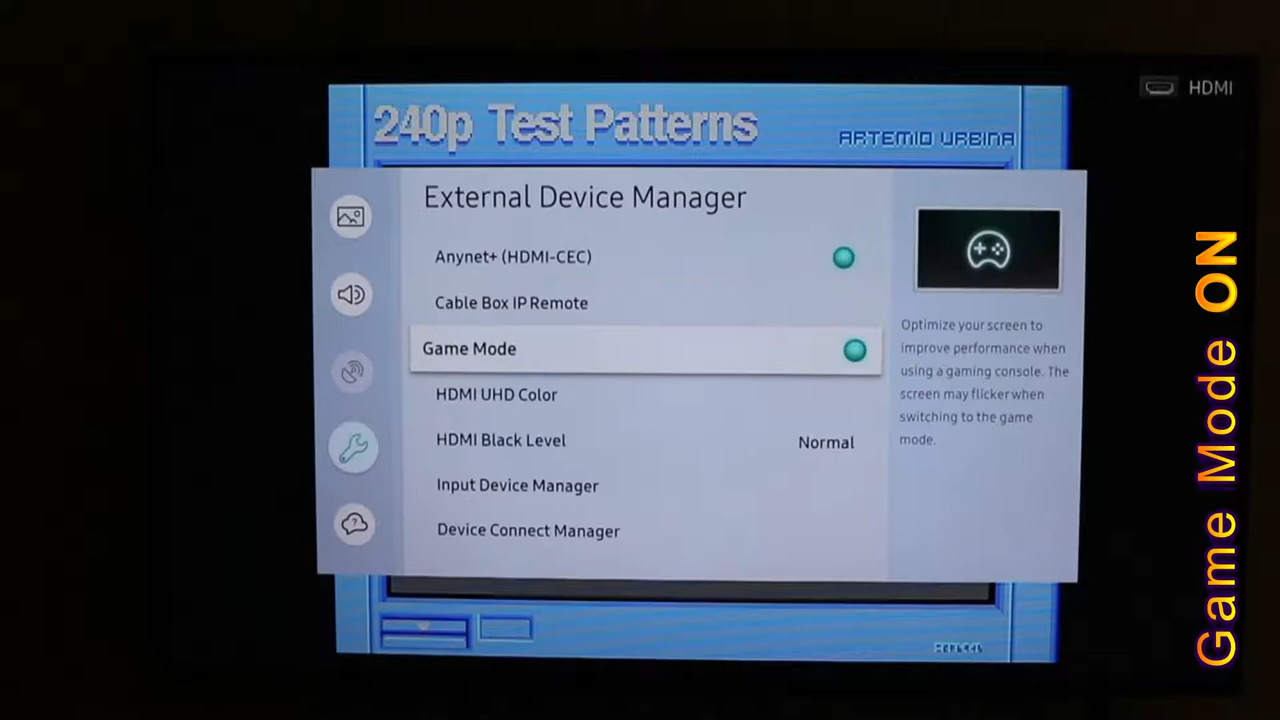 HDMI
240p Test Patterns
ARTEMIO URBINA
External Device Manager
Anynet+ (HDMI-CEC)
Cable Box IP Remote
Game Mode
HDMI UHD Color
HDMI Black Level Normal
Input Device Manager
Device Connect Manager
Optimize your screen to
improve performance when
using a gaming console. The
screen may flicker when
switching to the game
mode.
Game Mode ON